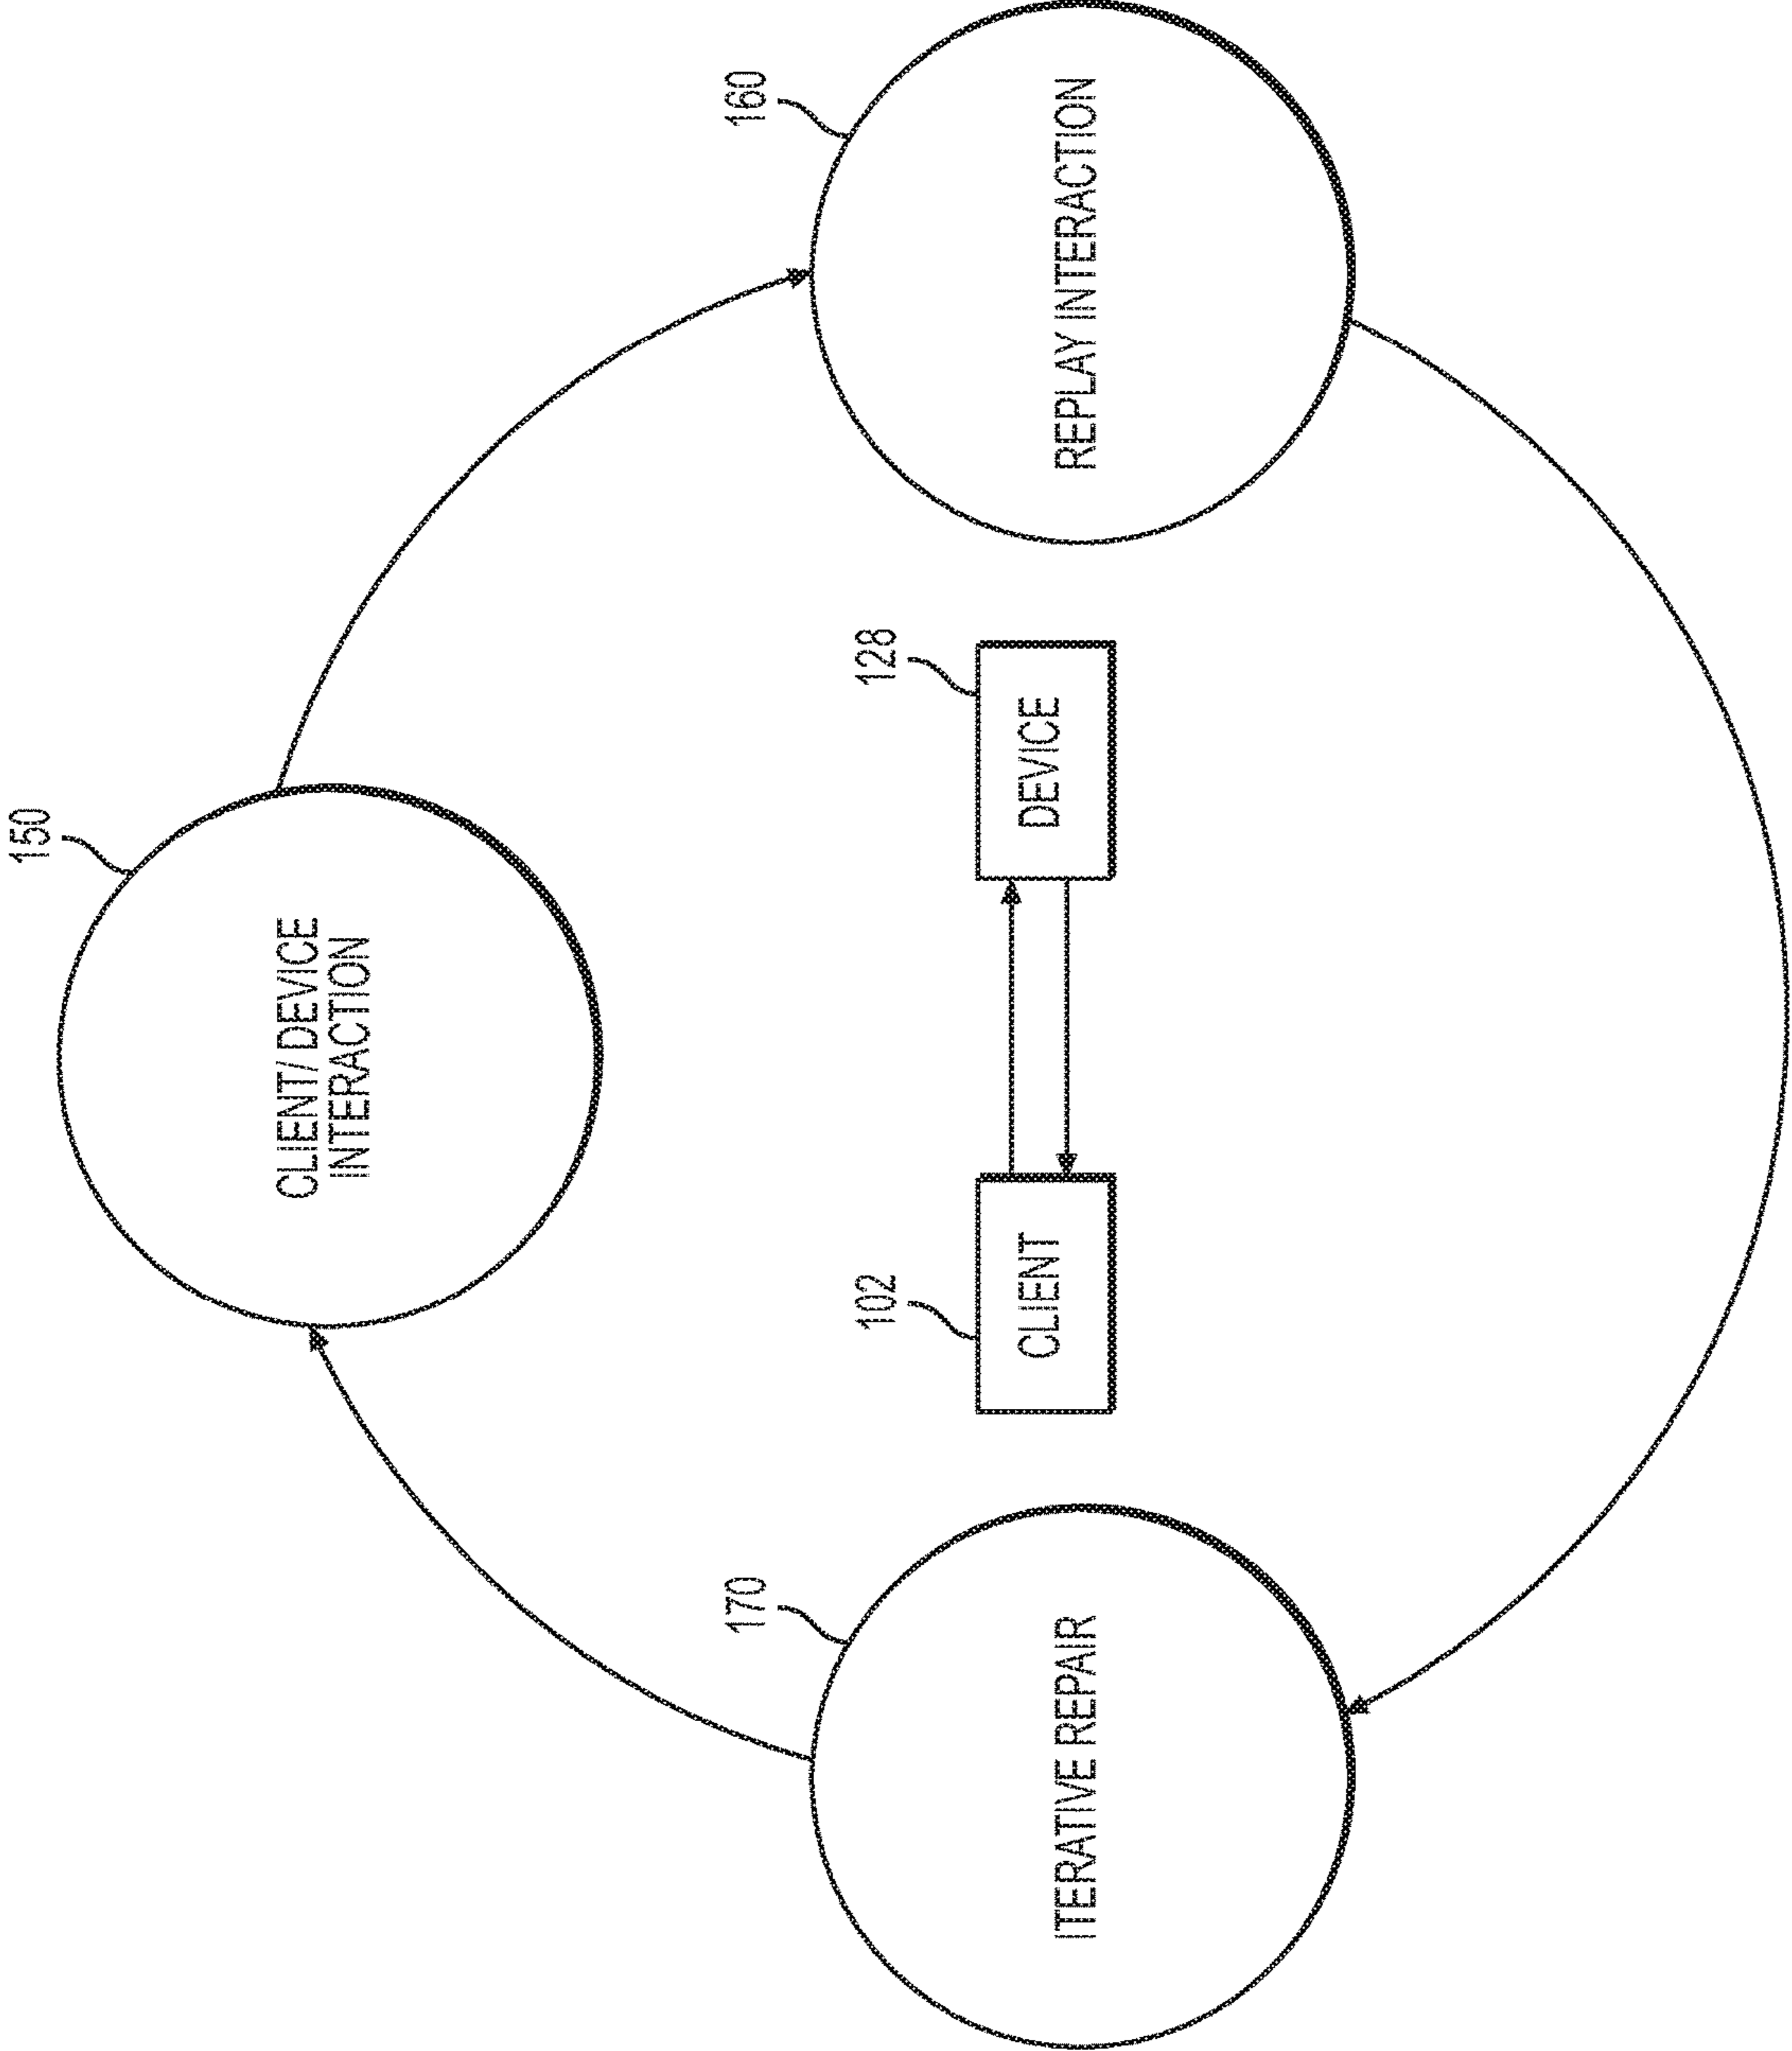 150
CLIENT/ DEVICE
INTERACTION
170
ITERATIVE REPAIR
102
CLIENT
128
DEVICE
160
REPLAY INTERACTION